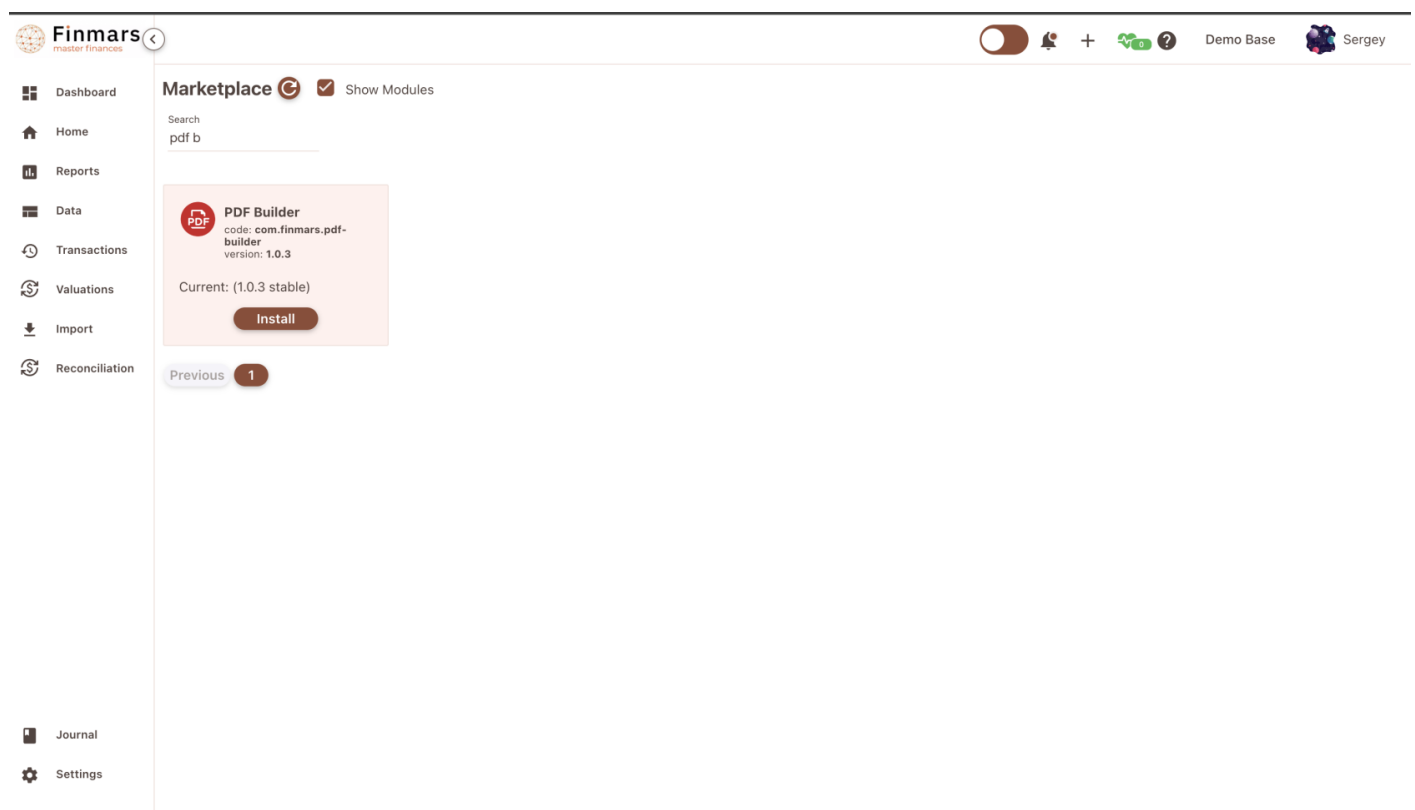 Finmars
master finances
0
?
Demo Base
Sergey
Dashboard
Home
Reports
Data
Transactions
Valuations
Import
Reconciliation
Journal
Settings
Marketplace
Show Modules
Search
pdf b
PDF
PDF Builder
code: com.finmars.pdf-
builder
version: 1.0.3
Current: (1.0.3 stable)
Install
Previous
1